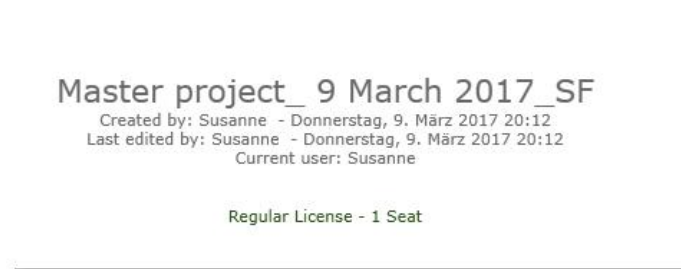 Master project_ 9 March 2017_SF
Created by: Susanne - Donnerstag, 9. März 2017 20:12
Last edited by: Susanne - Donnerstag, 9. März 2017 20:12
Current user: Susanne
Regular License - 1 Seat